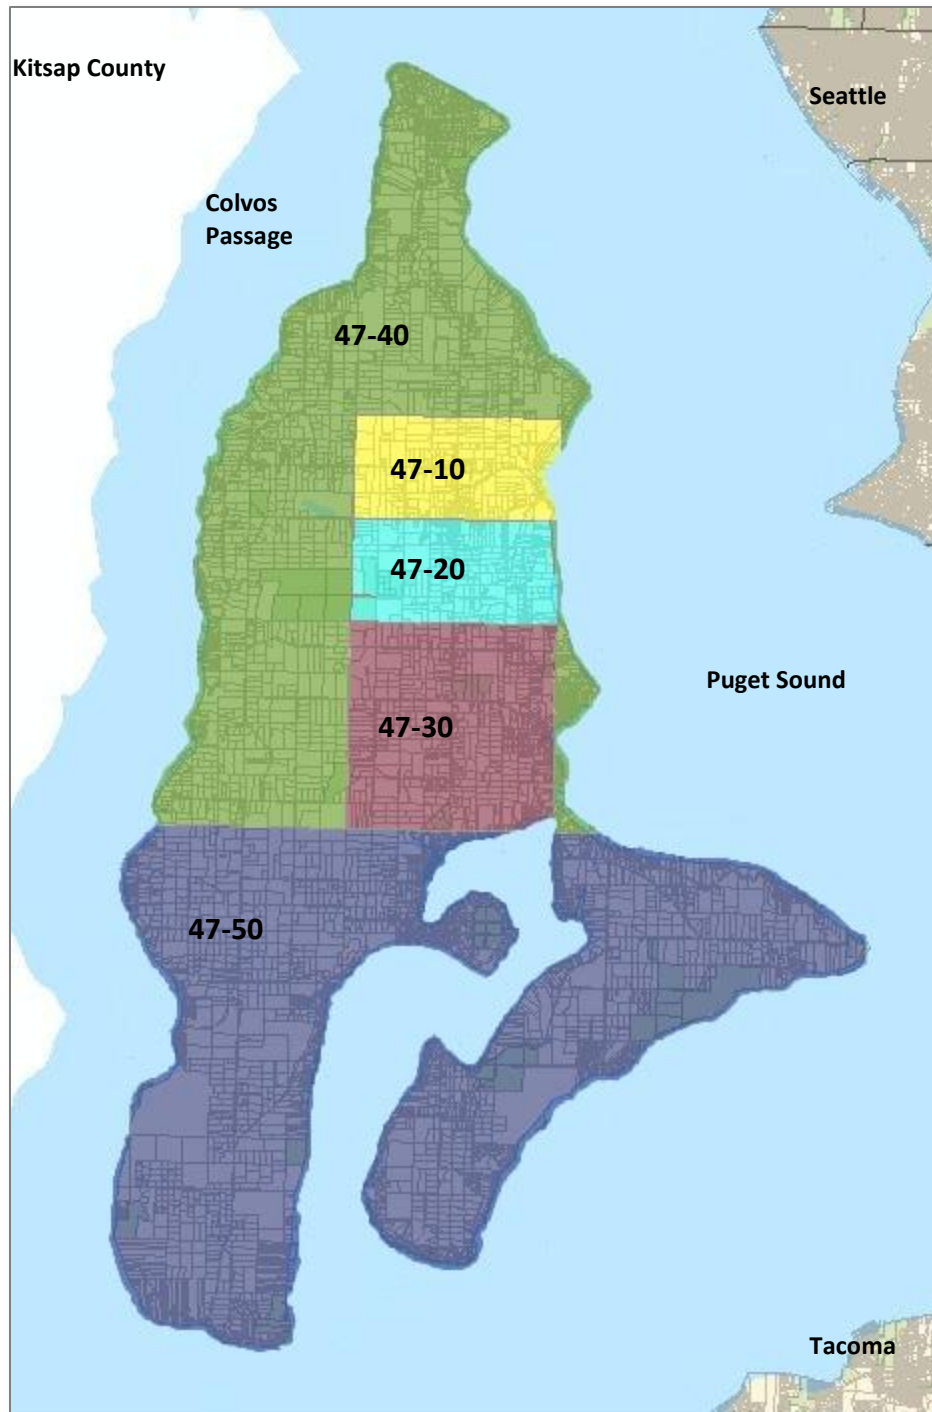 Kitsap County
Seattle
Colvos
Passage
47-40
47-10
47-20
Puget Sound
47-30
47-50
Tacoma